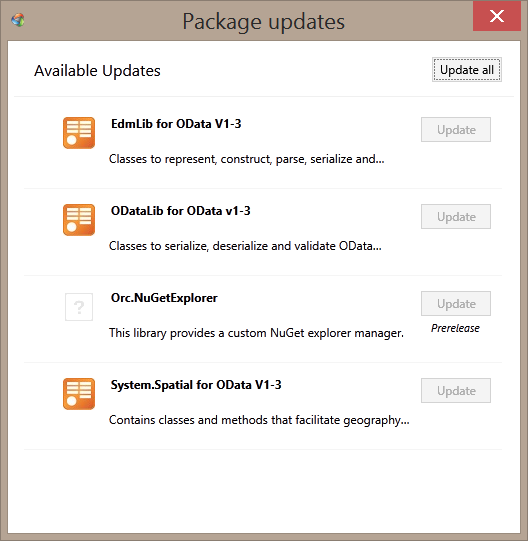 Package updates
Available Updates
Update all
EdmLib for OData V1-3
Update
Classes to represent, construct, parse, serialize and...
ODataLib for OData v1-3
Update
Classes to serialize, deserialize and validate OData...
?
Orc.NuGetExplorer
Update
This library provides a custom NuGet explorer manager.
Prerelease
System.Spatial for OData V1-3
Update
Contains classes and methods that facilitate geography...